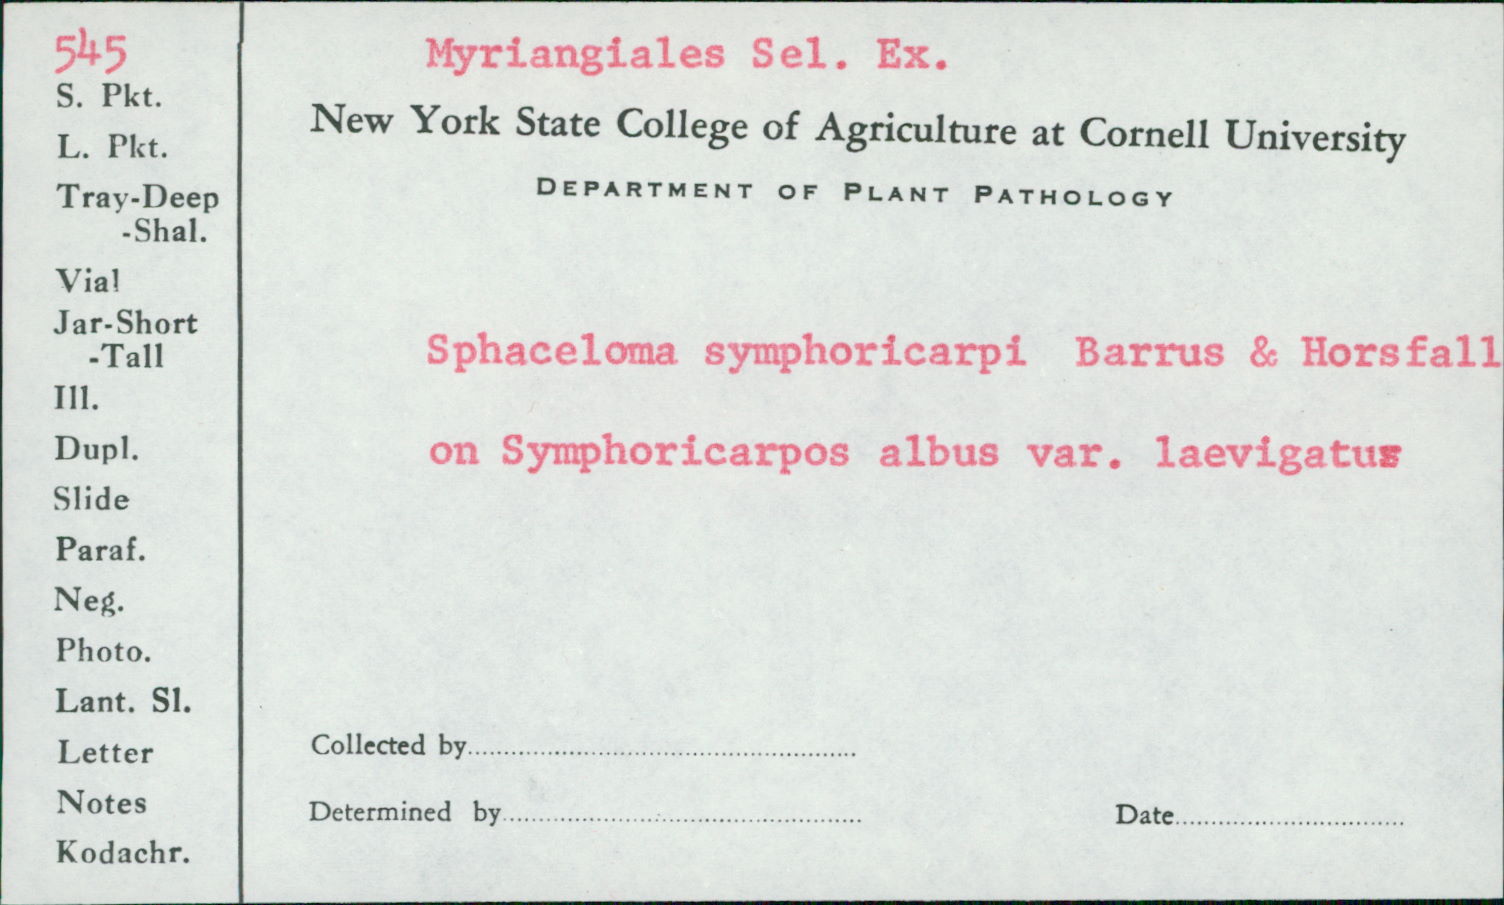 545
S. Pkt.
L. Pkt.
Tray-Deep
-Shal.
Vial
Jar-Short
-Tall
Ill.
Dupl.
Slide
Paraf.
Neg.
Photo.
Lant. Sl.
Letter
Notes
Kodachr.
Myriangiales Sel. Ex.
New York State College of Agriculture at Cornell University
DEPARTMENT OF PLANT PATHOLOGY
Sphaceloma symphoricarpi Barrus & Horsfall
on Symphoricarpos albus var. laevigatus
Collected by
Determined by
Date